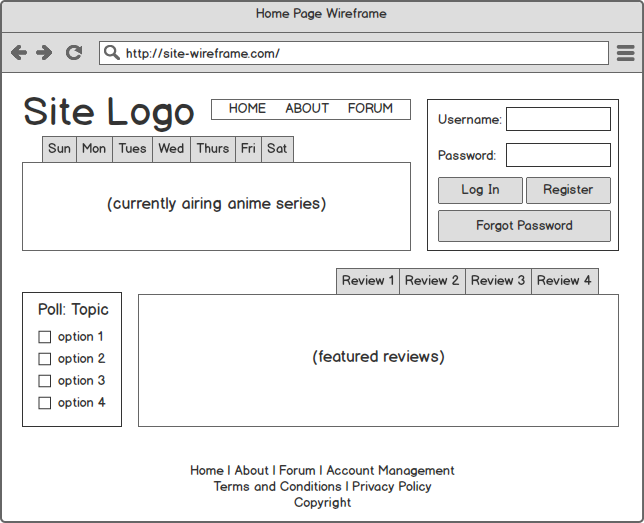 Home Page Wireframe
http://site-wireframe.com/
Site Logo
HOME ABOUT FORUM
Sun Mon Tues Wed Thurs Fri Sat
(currently airing anime series)
Username:
Password:
Log In Register
Forgot Password
Review 1 Review 2 Review 3 Review 4
Poll: Topic
option 1
option 2
option 3
option 4
(featured reviews)
Home | About | Forum | Account Management
Terms and Conditions | Privacy Policy
Copyright